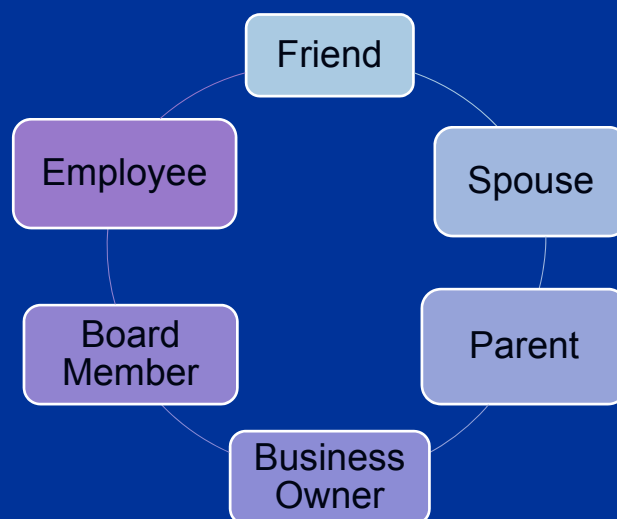 Friend
Spouse
Parent
Business
Owner
Board
Member
Employee